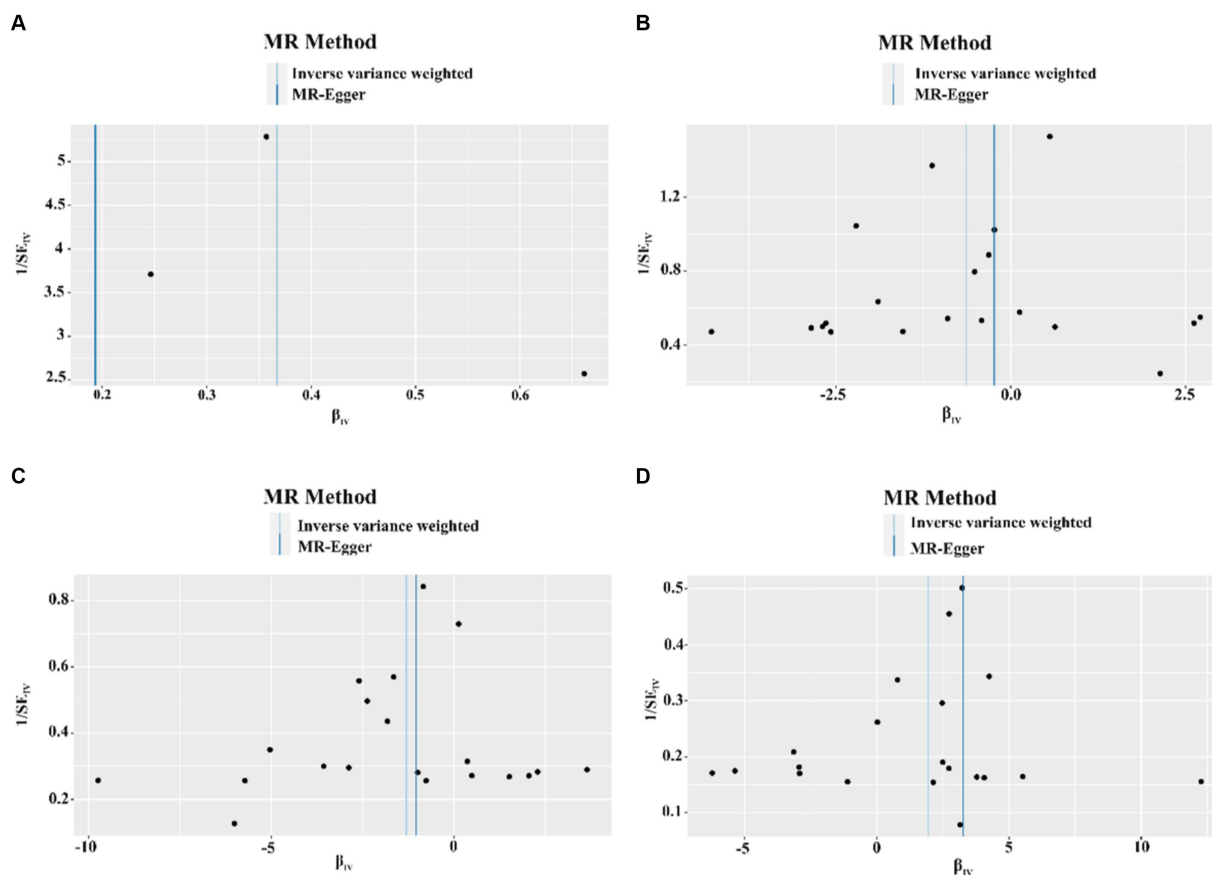 A
MR Method
Inverse variance weighted
MR-Egger
5
4.5
4
3.5
3
2.5
1/SE_IV
0.2 0.3 0.4 0.5 0.6
β_IV
B
MR Method
Inverse variance weighted
MR-Egger
1.2
0.8
0.4
1/SE_IV
-2.5 0.0 2.5
β_IV
C
MR Method
Inverse variance weighted
MR-Egger
0.8
0.6
0.4
0.2
1/SE_IV
-10 -5 0
β_IV
D
MR Method
Inverse variance weighted
MR-Egger
0.5
0.4
0.3
0.2
0.1
1/SE_IV
-5 0 5 10
β_IV